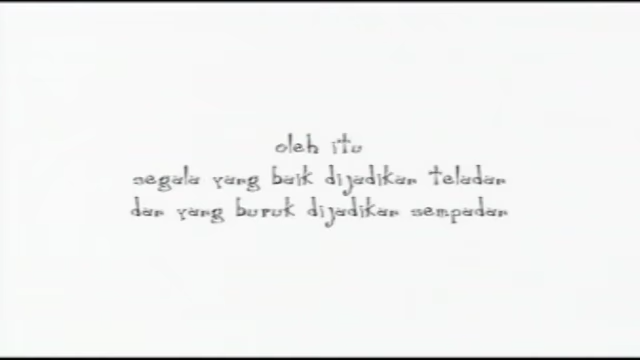 oleh itu
segala yang baik dijadikan teladan
dan yang buruk dijadikan sempadan